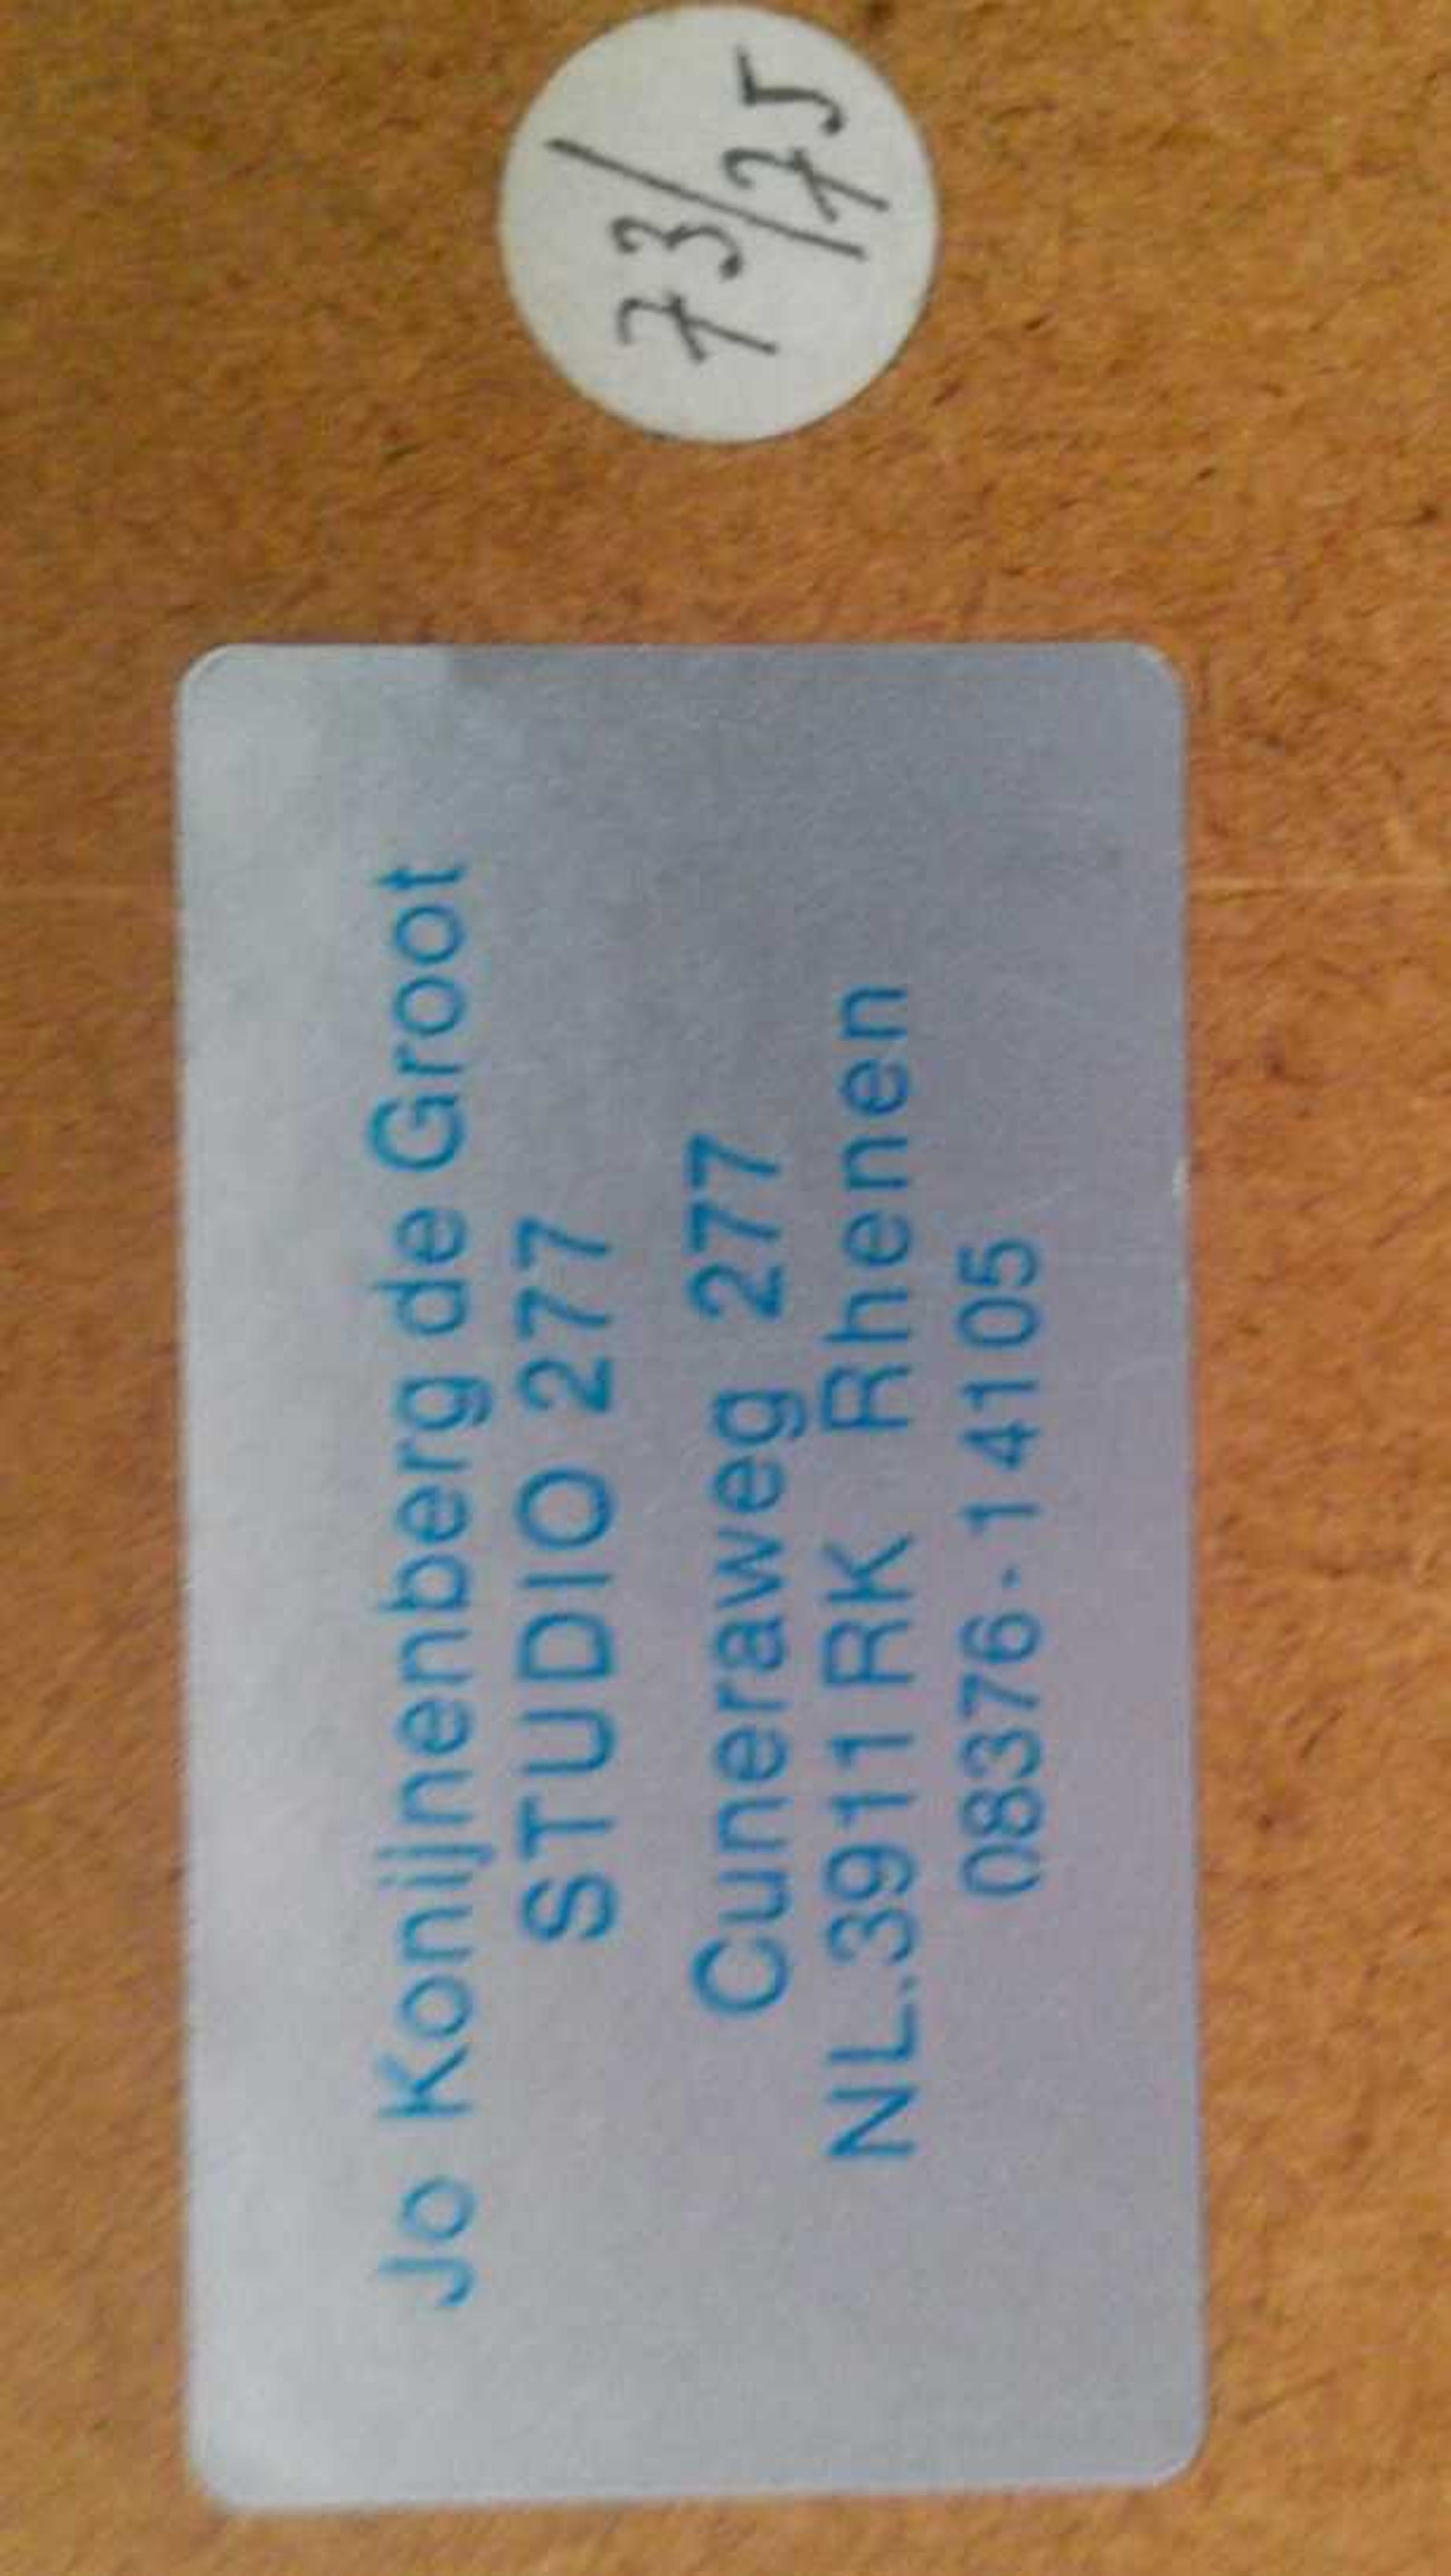 Jo Konijnenberg de Groot
STUDIO 277
Cuneraweg 277
NL.3911 RK Rhenen
08376-14105
73/75